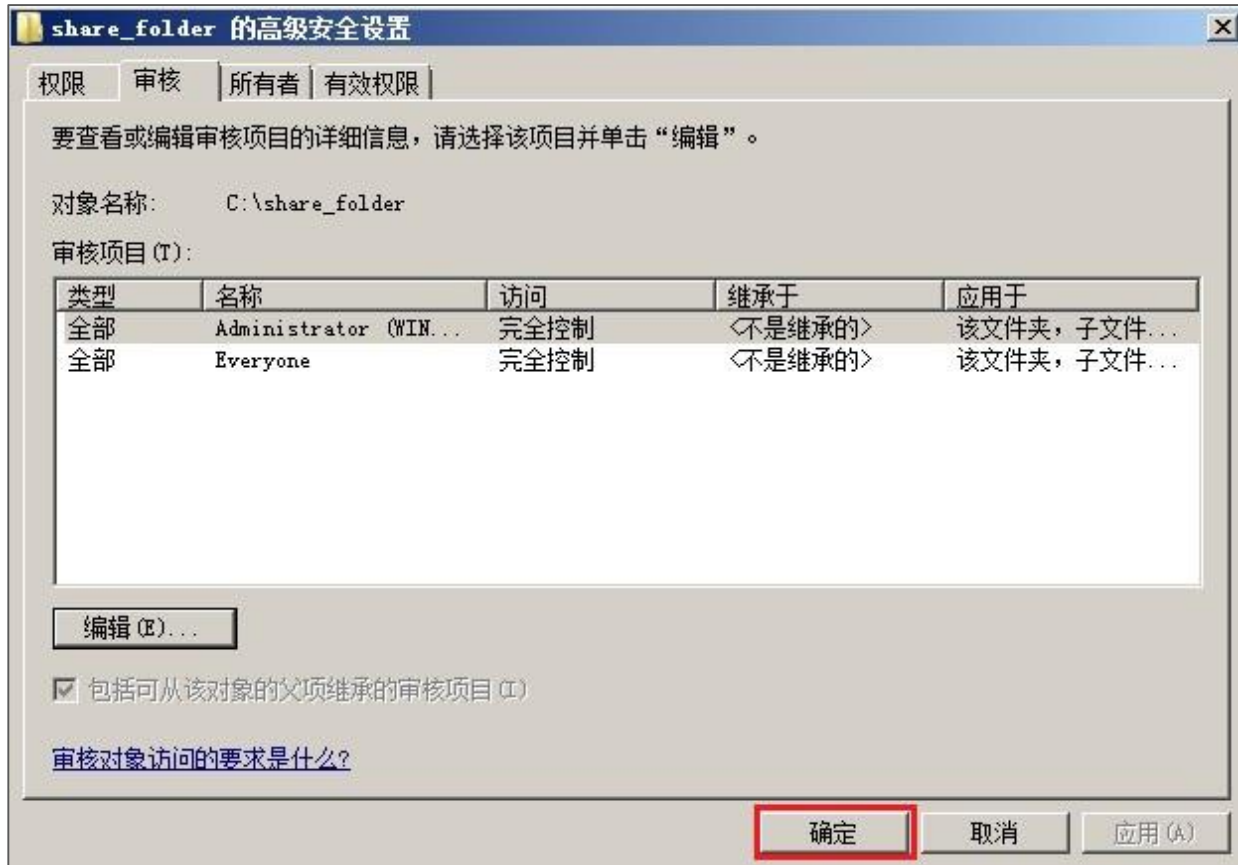 share_folder 的高级安全设置
权限 审核 所有者 有效权限
要查看或编辑审核项目的详细信息，请选择该项目并单击“编辑”。
对象名称: C:\share_folder
审核项目(T):
类型 名称 访问 继承于 应用于
全部 Administrator (WIN... 完全控制 <不是继承的> 该文件夹，子文件...
全部 Everyone 完全控制 <不是继承的> 该文件夹，子文件...
编辑(E)...
包括可从该对象的父项继承的审核项目(I)
审核对象访问的要求是什么?
确定 取消 应用(A)